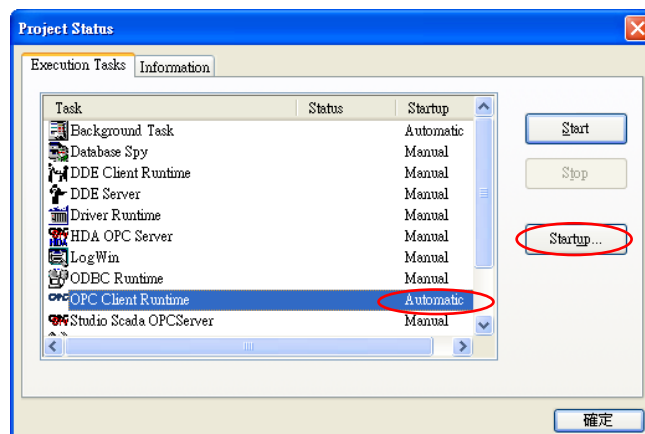 Project Status
Execution Tasks Information
Task Status Startup
Background Task Automatic
Database Spy Manual
DDE Client Runtime Manual
DDE Server Manual
Driver Runtime Manual
HDA OPC Server Manual
LogWin Manual
ODBC Runtime Manual
OPC Client Runtime Automatic
Studio Scada OPCServer Manual
Start
Stop
Startup...
確定